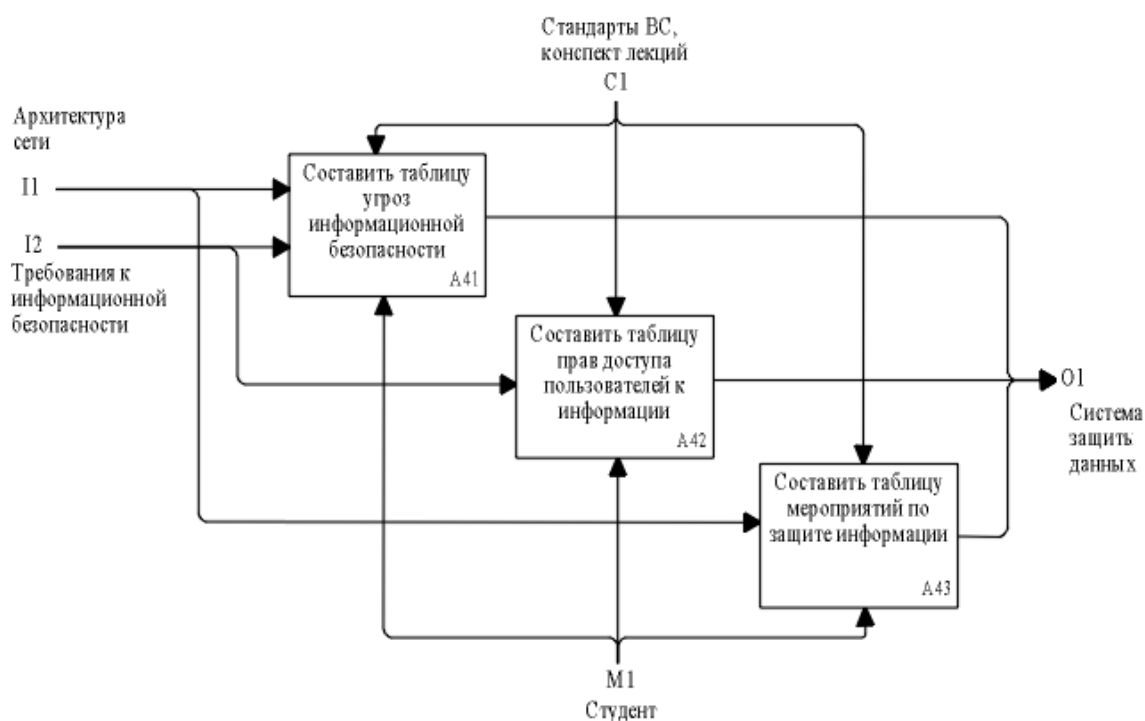 Стандарты ВС,
конспект лекций
C1
Архитектура
сети
I1
I2
Требования к
информационной
безопасности
Составить таблицу
угроз
информационной
безопасности
A41
Составить таблицу
прав доступа
пользователей к
информации
A42
O1
Система
защить
данных
Составить таблицу
мероприятий по
защите информации
A43
M1
Студент